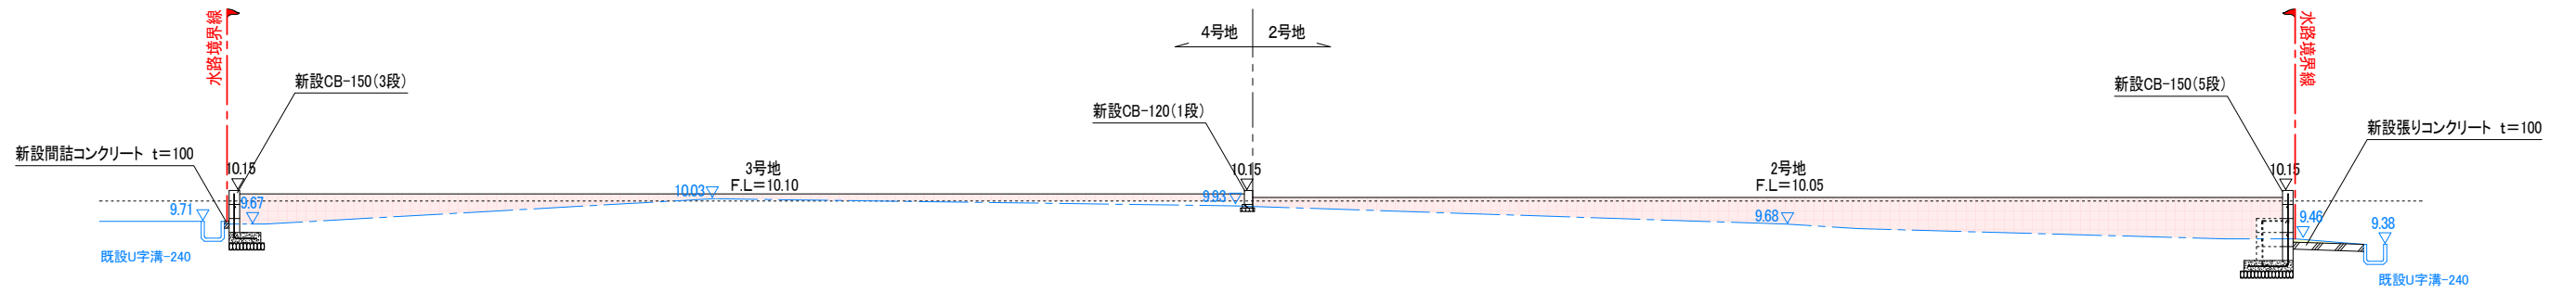 水路境界線
4号地
2号地
水路境界線
新設CB-150(3段)
新設CB-120(1段)
新設CB-150(5段)
新設間詰コンクリート t=100
新設張りコンクリート t=100
10.15
3号地
F.L=10.10
10.15
2号地
F.L=10.05
10.15
9.71
9.67
10.03
9.93
9.68
9.46
9.38
既設U字溝-240
既設U字溝-240